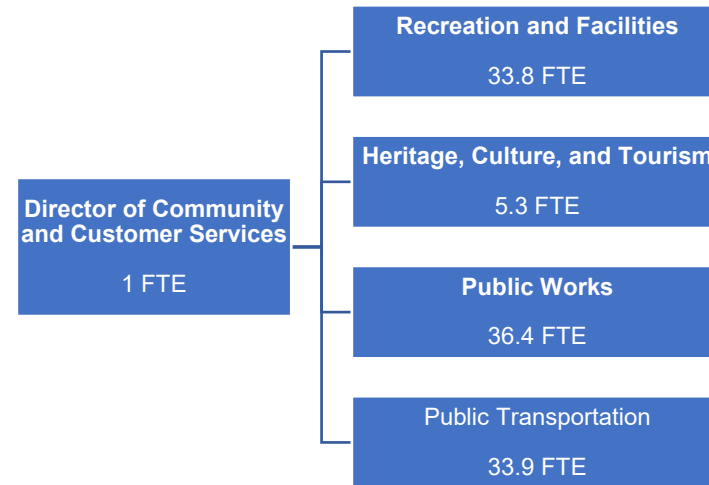 Recreation and Facilities
33.8 FTE
Heritage, Culture, and Tourism
5.3 FTE
Director of Community
and Customer Services
1 FTE
Public Works
36.4 FTE
Public Transportation
33.9 FTE